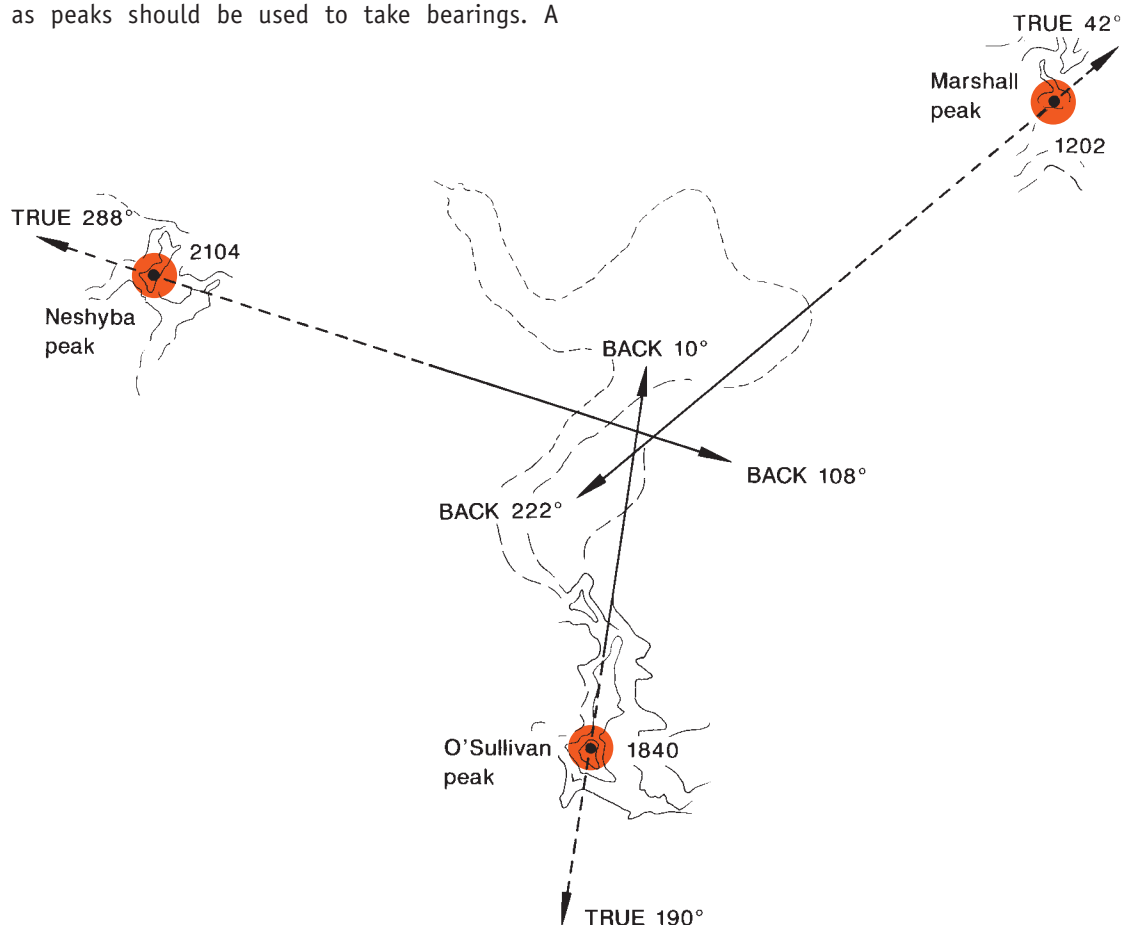 as peaks should be used to take bearings. A
TRUE 42°
Marshall
peak
1202
TRUE 288°
2104
Neshyba
peak
BACK 10°
BACK 108°
BACK 222°
O'Sullivan
peak
1840
TRUE 190°